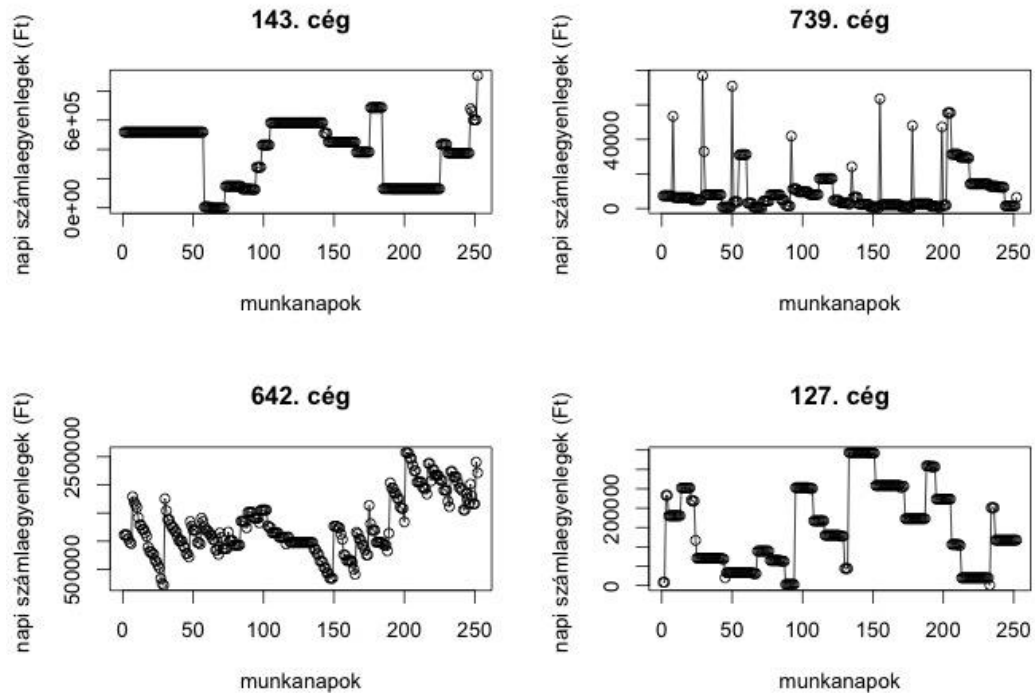 143. cég
napi számlaegyenlegek (Ft)
6e+05
0e+00
0 50 100 150 200 250
munkanapok
739. cég
napi számlaegyenlegek (Ft)
40000
0
0 50 100 150 200 250
munkanapok
642. cég
napi számlaegyenlegek (Ft)
2500000
500000
0 50 100 150 200 250
munkanapok
127. cég
napi számlaegyenlegek (Ft)
200000
0
0 50 100 150 200 250
munkanapok